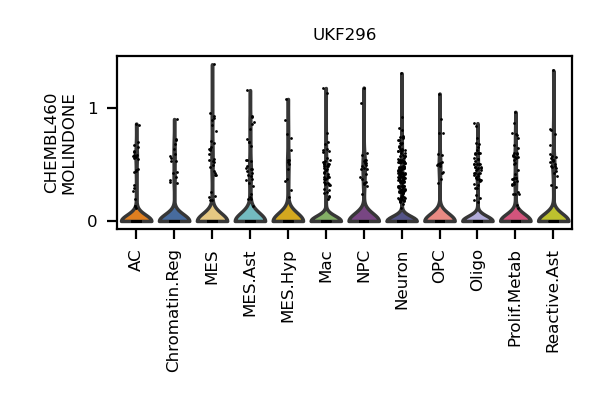 UKF296
CHEMBL460
MOLINDONE
1
0
AC
Chromatin.Reg
MES
MES.Ast
MES.Hyp
Mac
NPC
Neuron
OPC
Oligo
Prolif.Metab
Reactive.Ast